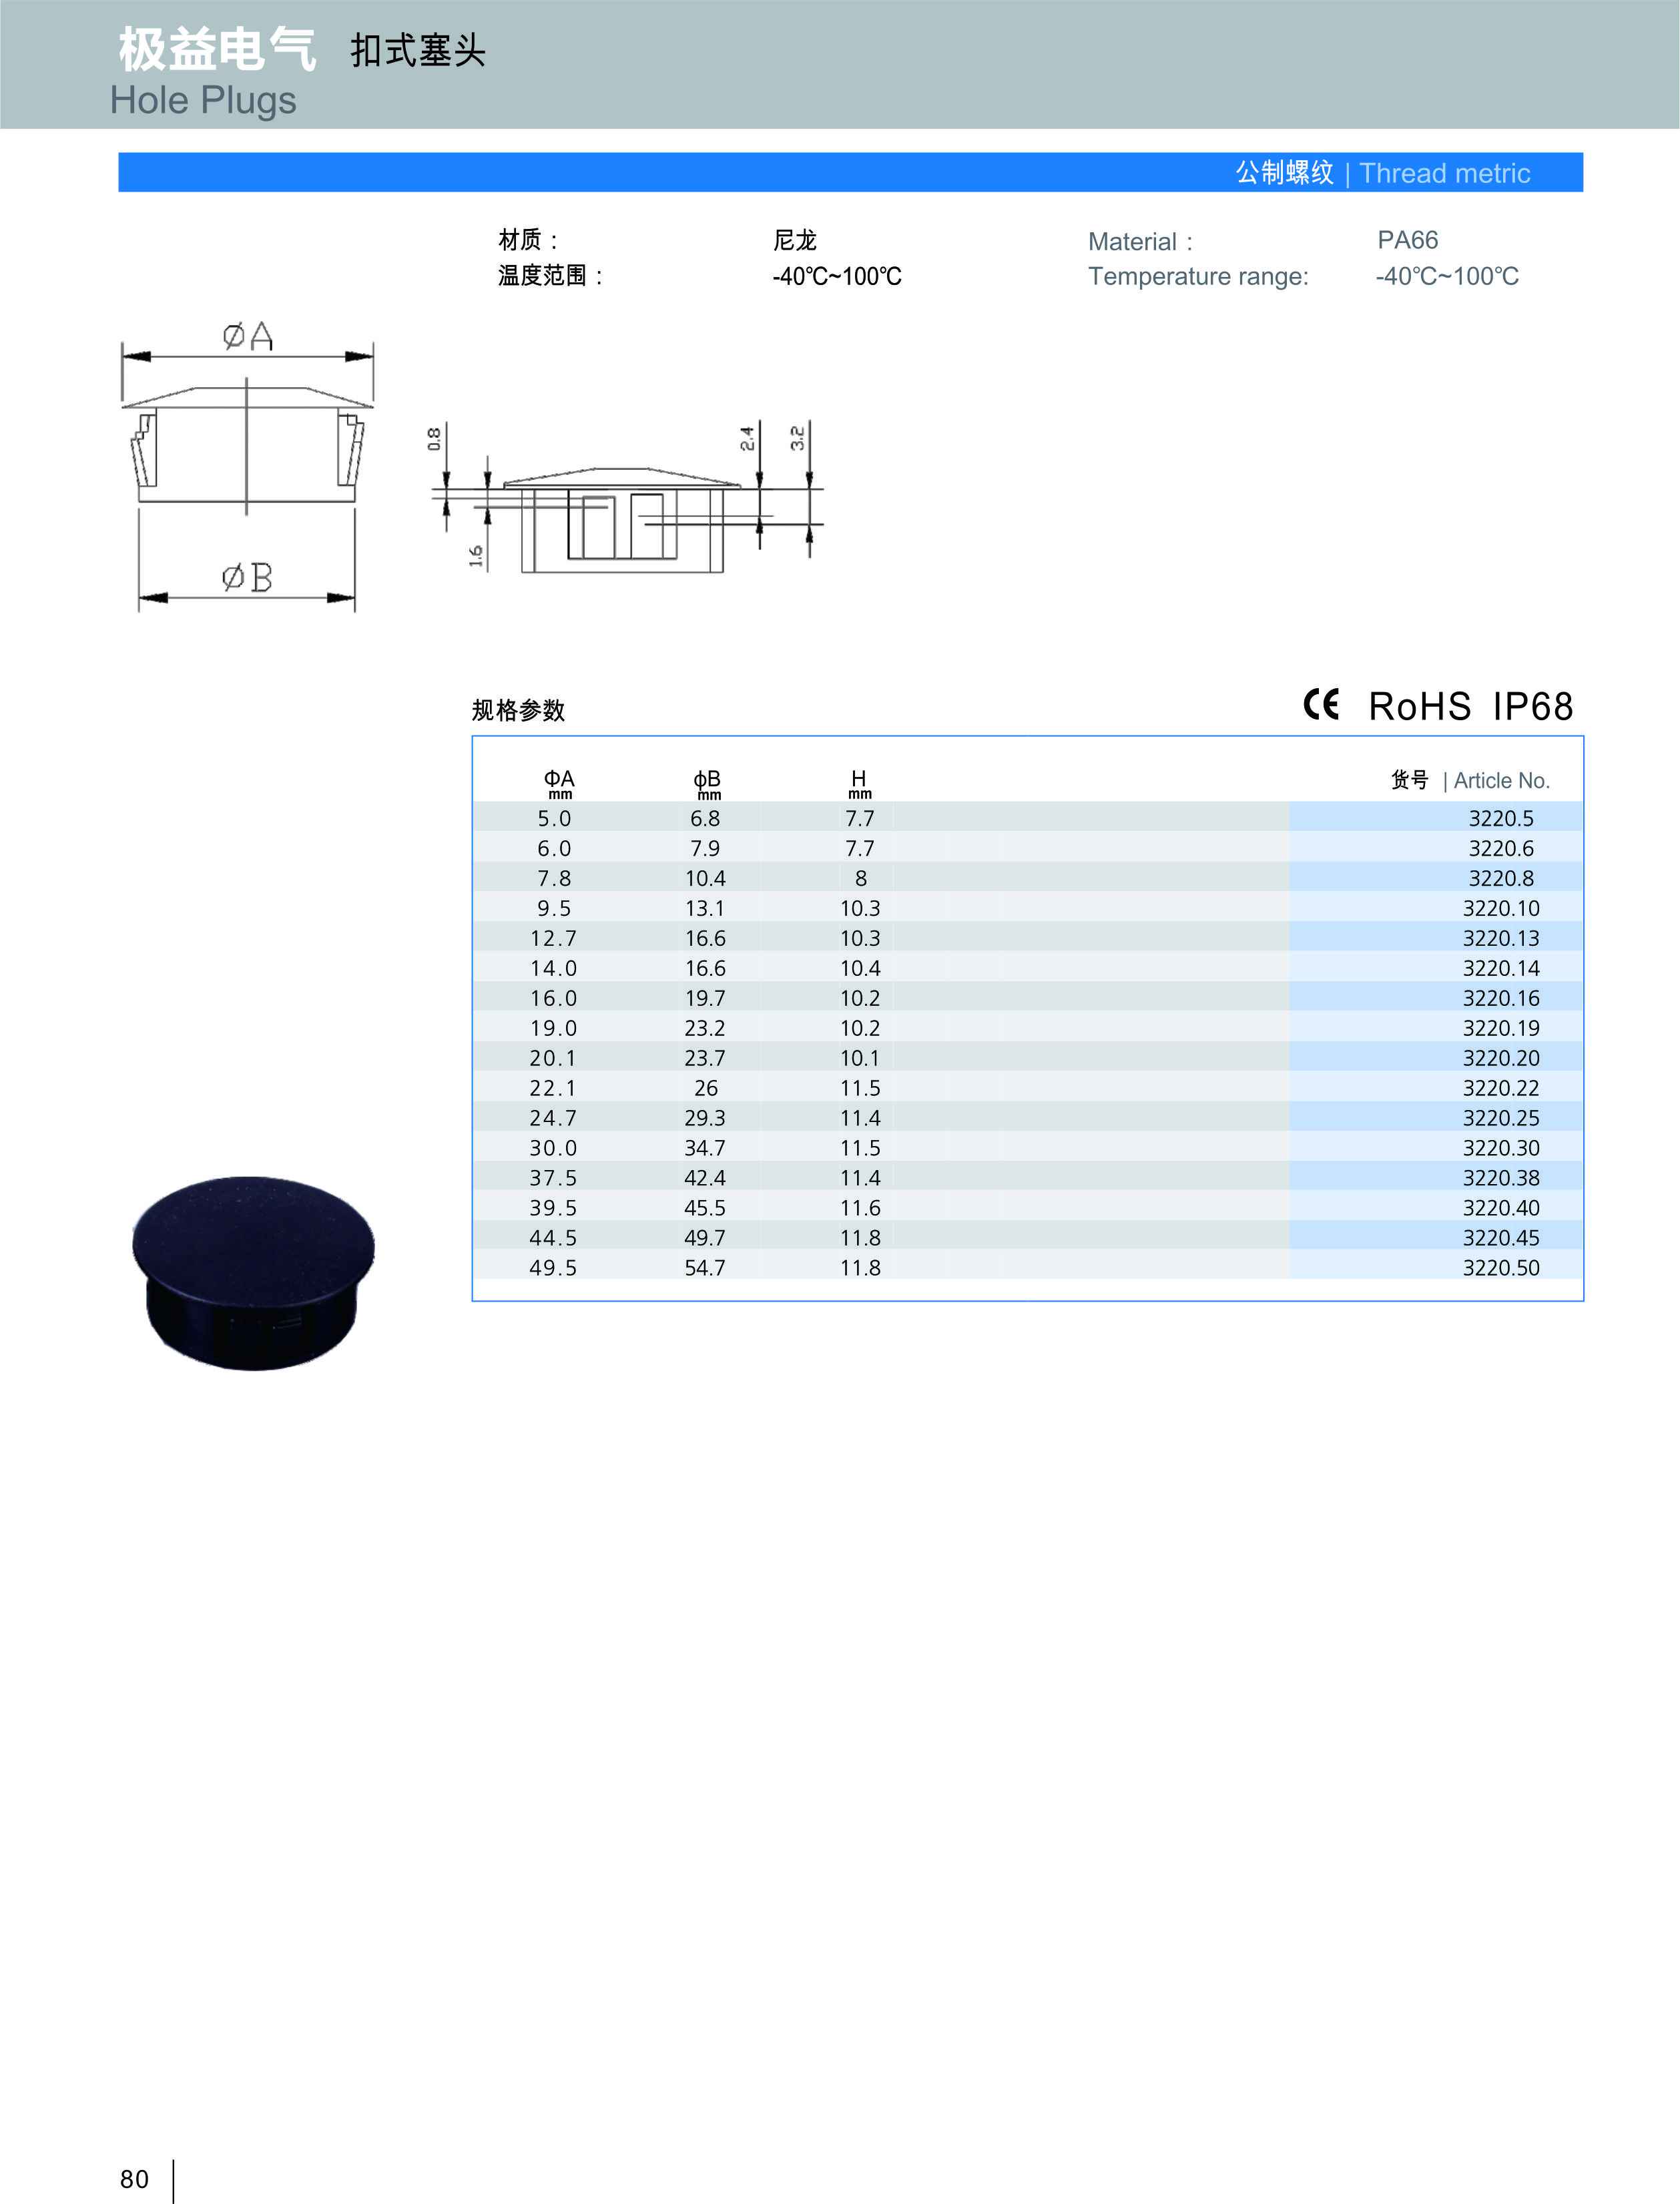 极益电气 扣式塞头
Hole Plugs
公制螺纹 | Thread metric
材质： 尼龙 Material： PA66
温度范围： -40℃~100℃ Temperature range: -40℃~100℃
⌀A
0.8 2.4 3.2
1.6
⌀B
规格参数 CE RoHS IP68
ΦA ϕB H 货号 | Article No.
mm mm mm
5.0 6.8 7.7 3220.5
6.0 7.9 7.7 3220.6
7.8 10.4 8 3220.8
9.5 13.1 10.3 3220.10
12.7 16.6 10.3 3220.13
14.0 16.6 10.4 3220.14
16.0 19.7 10.2 3220.16
19.0 23.2 10.2 3220.19
20.1 23.7 10.1 3220.20
22.1 26 11.5 3220.22
24.7 29.3 11.4 3220.25
30.0 34.7 11.5 3220.30
37.5 42.4 11.4 3220.38
39.5 45.5 11.6 3220.40
44.5 49.7 11.8 3220.45
49.5 54.7 11.8 3220.50
80